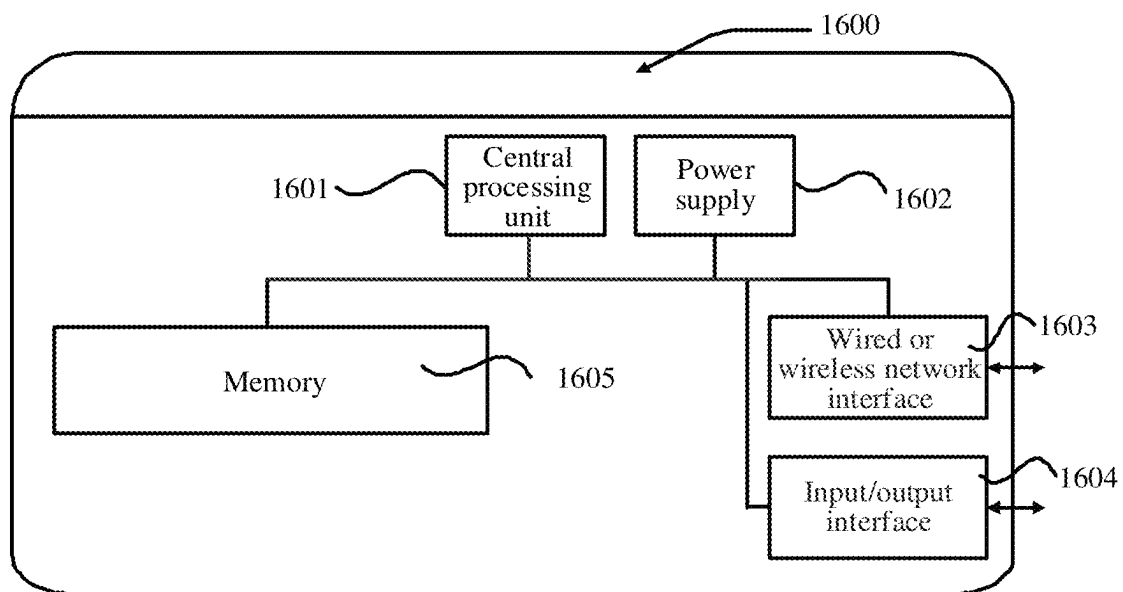 1600
Central
processing
unit
1601
Power
supply
1602
Wired or
wireless network
interface
1603
Memory
1605
Input/output
interface
1604